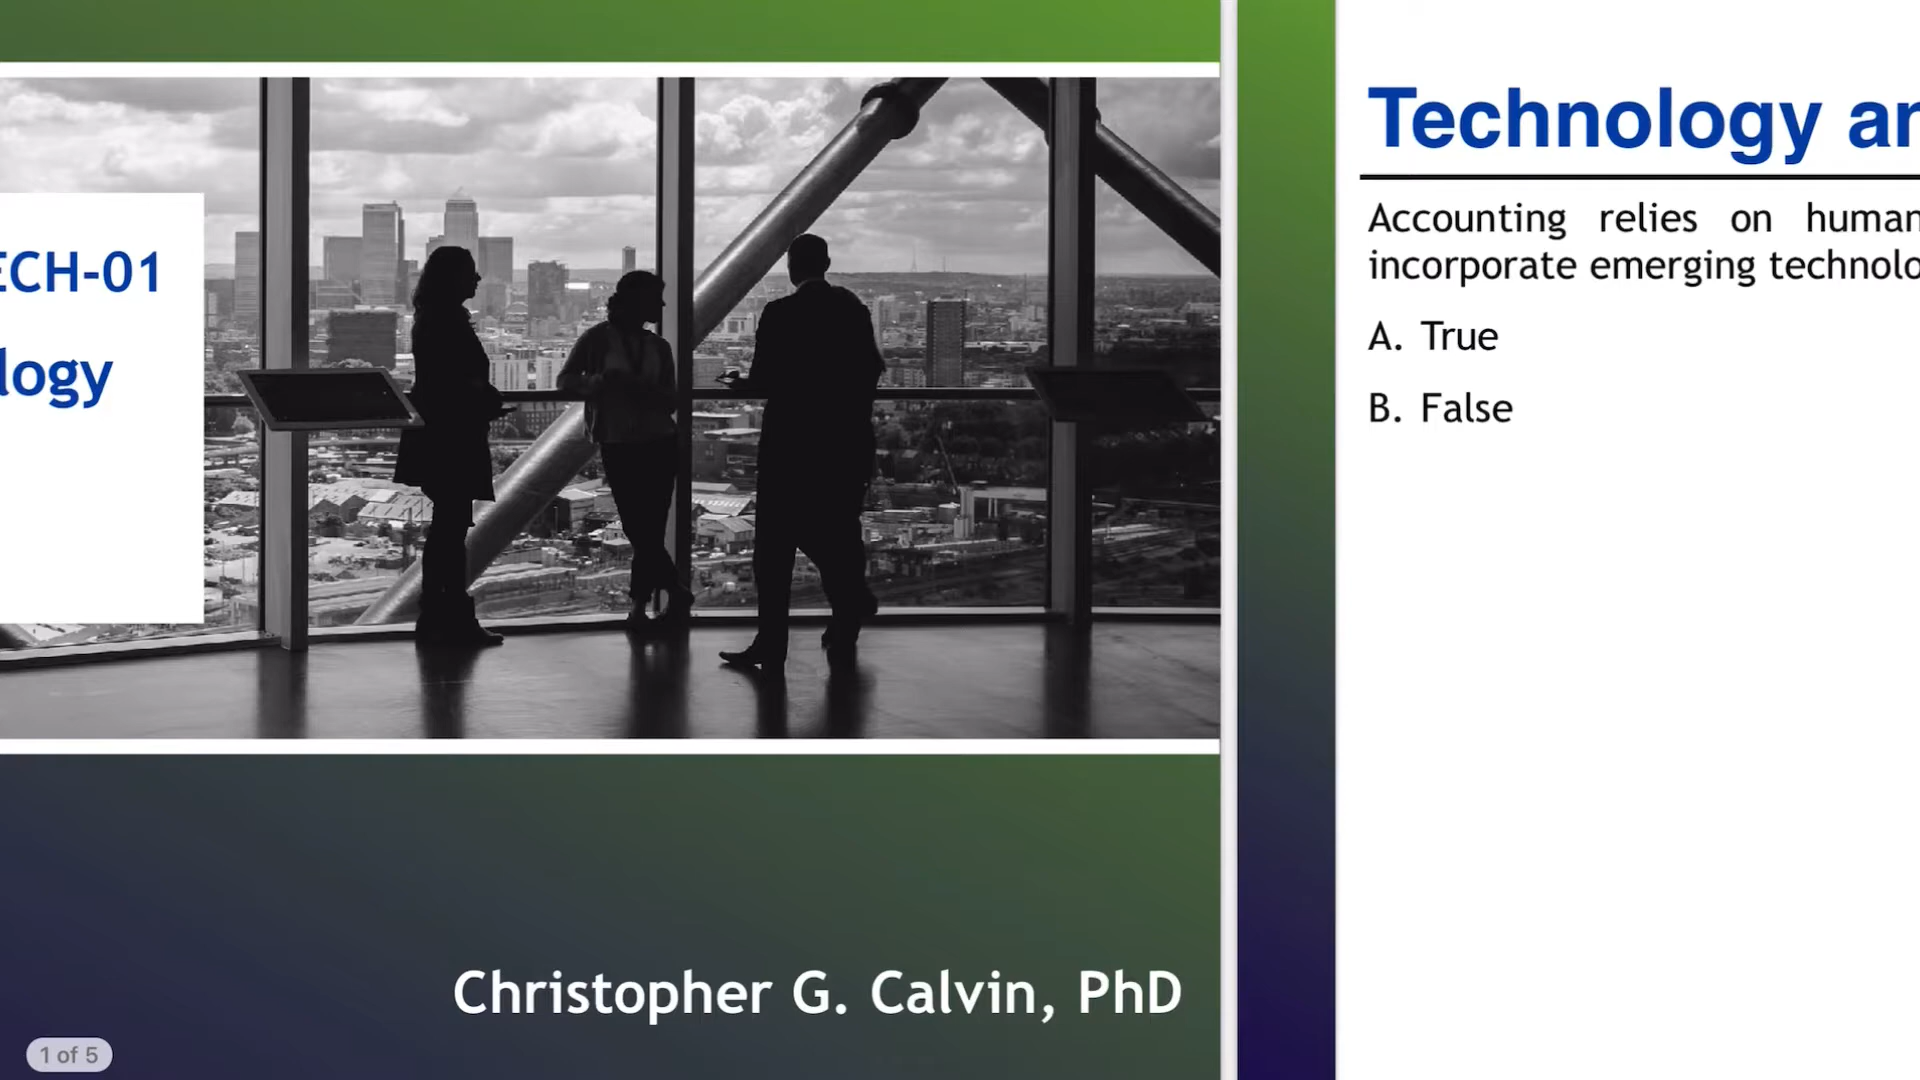 ECH-01
logy
Christopher G. Calvin, PhD
1 of 5
Technology
Accounting relies on human
incorporate emerging technolo
A. True
B. False